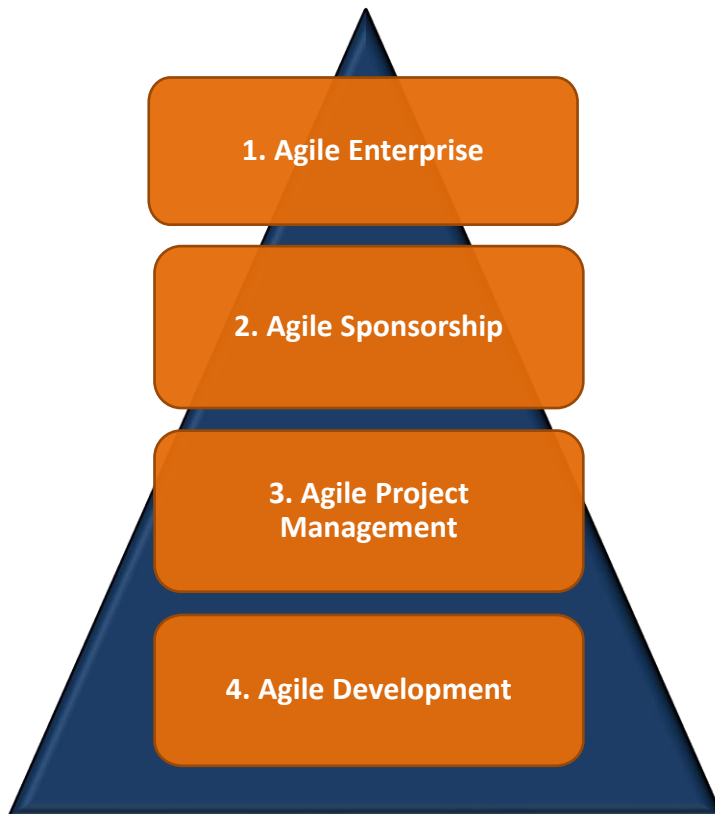 1. Agile Enterprise
2. Agile Sponsorship
3. Agile Project
Management
4. Agile Development